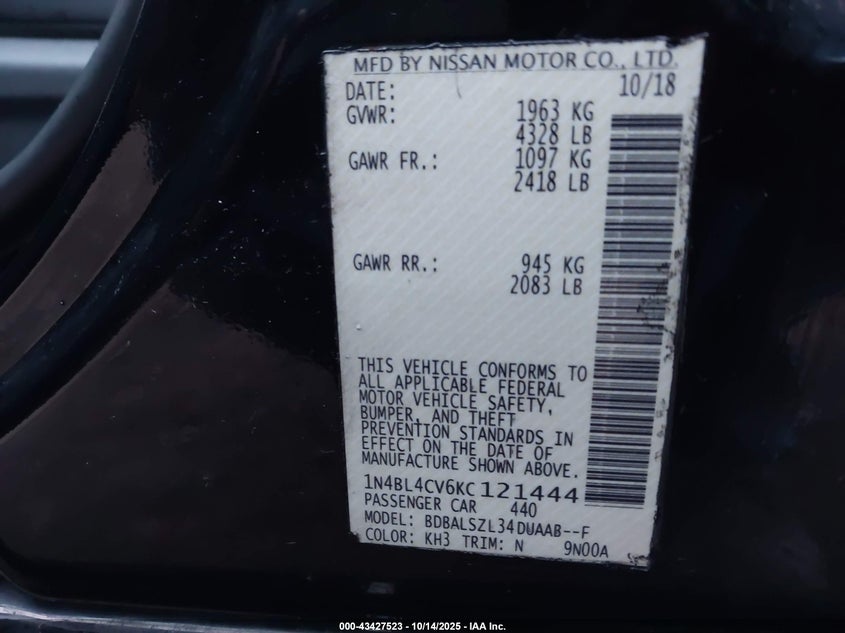 MFD BY NISSAN MOTOR CO., LTD.
DATE: 10/18
GVWR: 1963 KG
4328 LB
GAWR FR.: 1097 KG
2418 LB
GAWR RR.: 945 KG
2083 LB
THIS VEHICLE CONFORMS TO
ALL APPLICABLE FEDERAL
MOTOR VEHICLE SAFETY,
BUMPER, AND THEFT
PREVENTION STANDARDS IN
EFFECT ON THE DATE OF
MANUFACTURE SHOWN ABOVE.
1N4BL4CV6KC121444
PASSENGER CAR 440
MODEL: BDBALSZL34DUAAB--F
COLOR: KH3 TRIM: N 9N00A
000-43427523 - 10/14/2025 - IAA Inc.